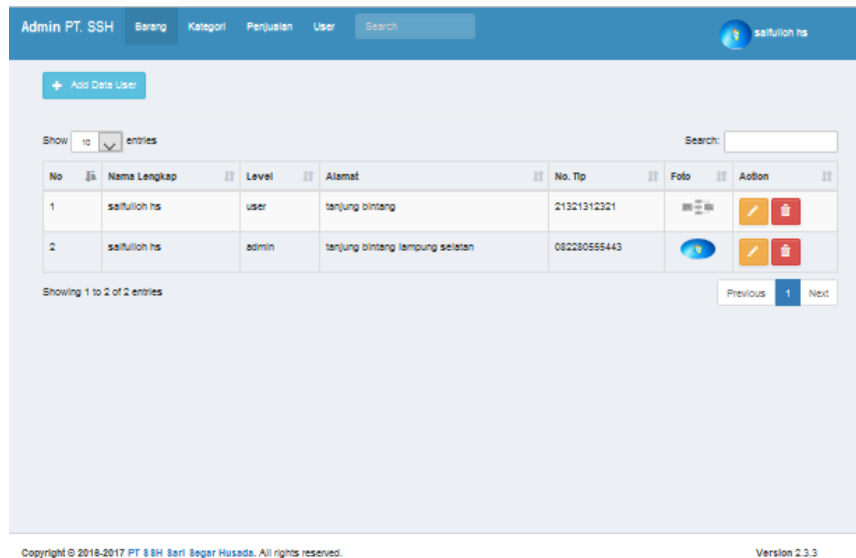 Admin PT. SSH Barang Kategori Penjualan User Search saifulloh hs
Add Data User
Show 10 entries Search:
No Nama Lengkap Level Alamat No. Tlp Foto Action
1 saifulloh hs user tanjung bintang 21321312321
2 saifulloh hs admin tanjung bintang lampung selatan 082280555443
Showing 1 to 2 of 2 entries Previous 1 Next
Copyright © 2016-2017 PT SSH Sari Segar Husada. All rights reserved. Version 2.3.3